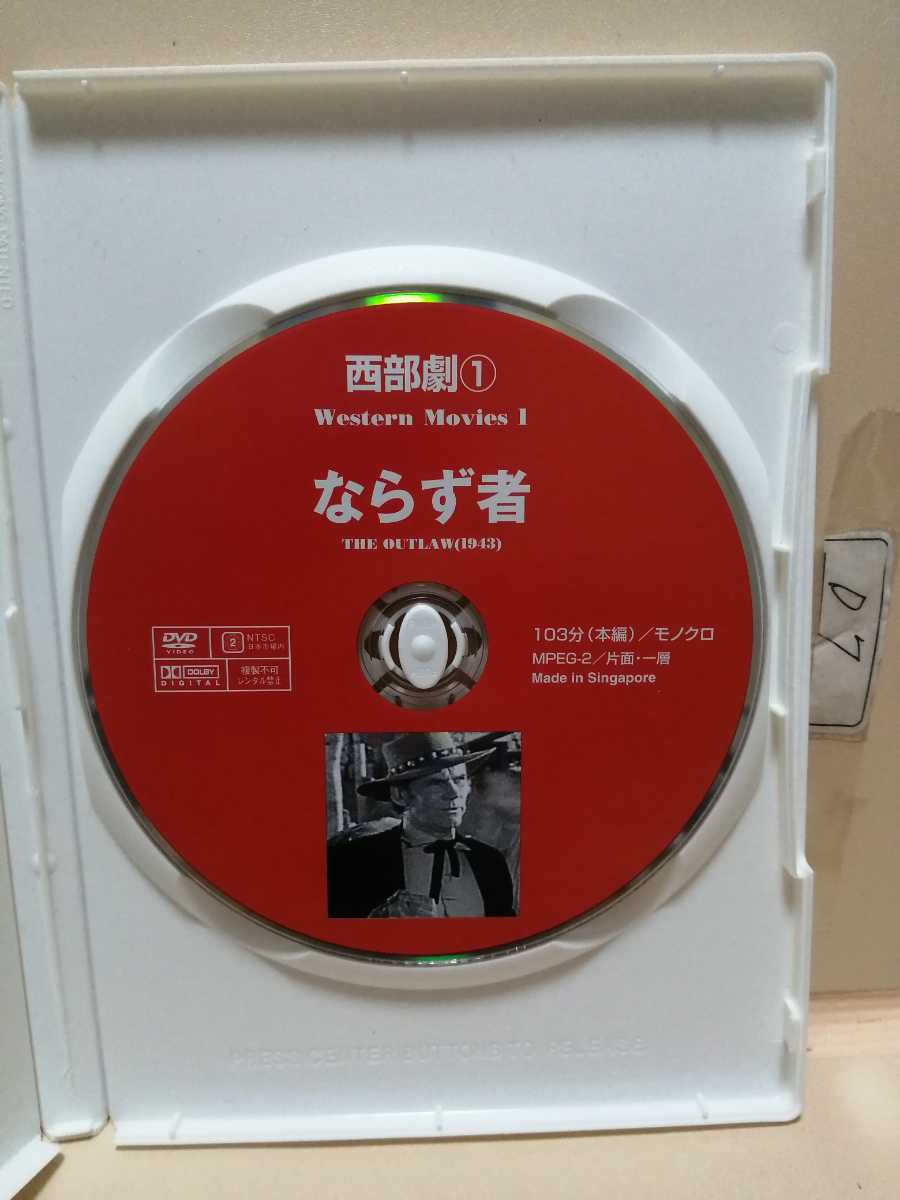 西部劇①
Western Movies 1
ならず者
THE OUTLAW(1943)
DVD
VIDEO
2
NTSC
日本市場内
DOLBY
DIGITAL
複製不可
レンタル禁止
103分(本編)/モノクロ
MPEG-2/片面・一層
Made in Singapore
D7
PRESS CENTER BUTTONS TO RELEASE